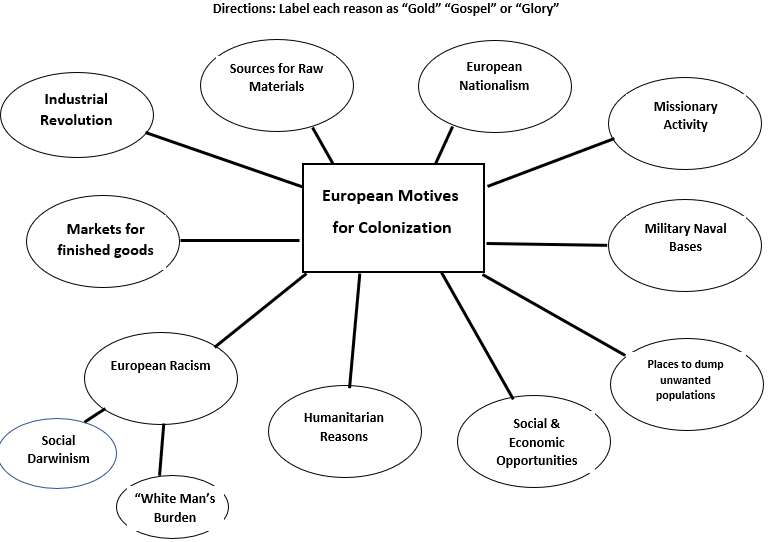 Directions: Label each reason as “Gold” “Gospel” or “Glory”
Industrial
Revolution
Sources for Raw
Materials
European
Nationalism
Missionary
Activity
European Motives
for Colonization
Markets for
finished goods
Military Naval
Bases
European Racism
Places to dump
unwanted
populations
Humanitarian
Reasons
Social &
Economic
Opportunities
Social
Darwinism
“White Man’s
Burden